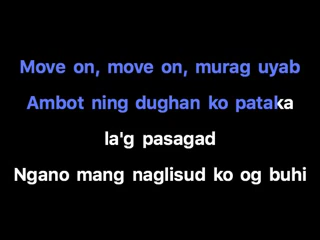 Move on, move on, murag uyab
Ambot ning dughan ko pataka
la'g pasagad
Ngano mang naglisud ko og buhi